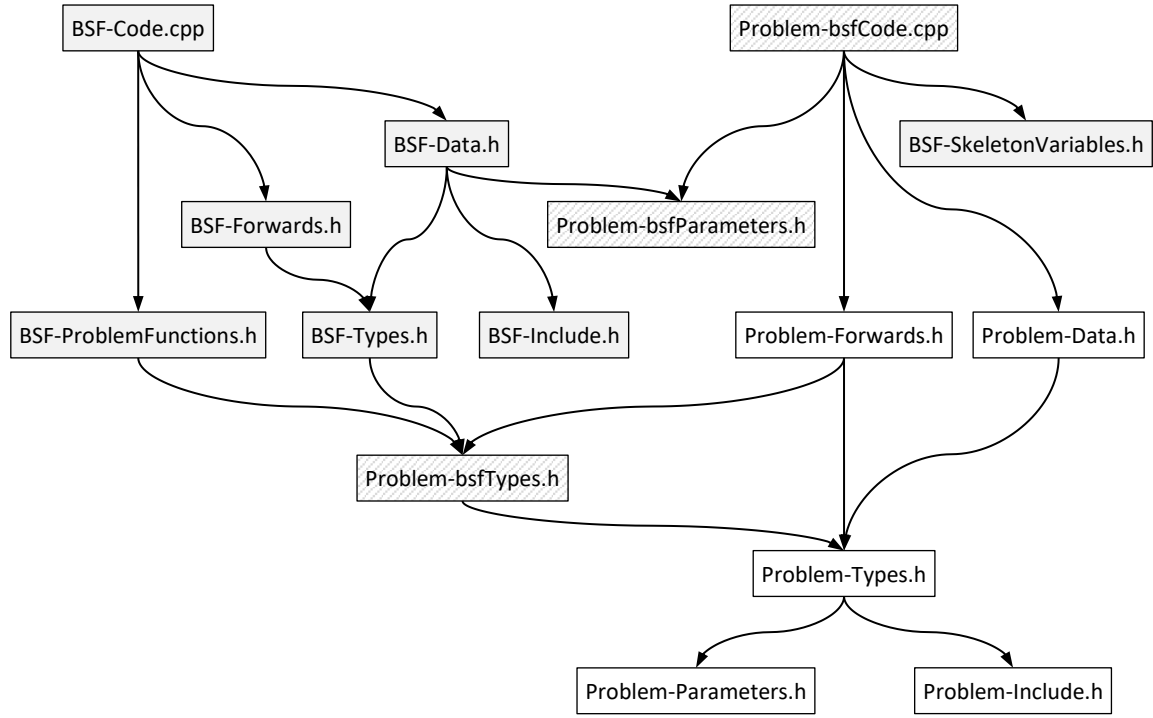 BSF-Code.cpp
Problem-bsfCode.cpp
BSF-Data.h
BSF-SkeletonVariables.h
BSF-Forwards.h
Problem-bsfParameters.h
BSF-ProblemFunctions.h
BSF-Types.h
BSF-Include.h
Problem-Forwards.h
Problem-Data.h
Problem-bsfTypes.h
Problem-Types.h
Problem-Parameters.h
Problem-Include.h